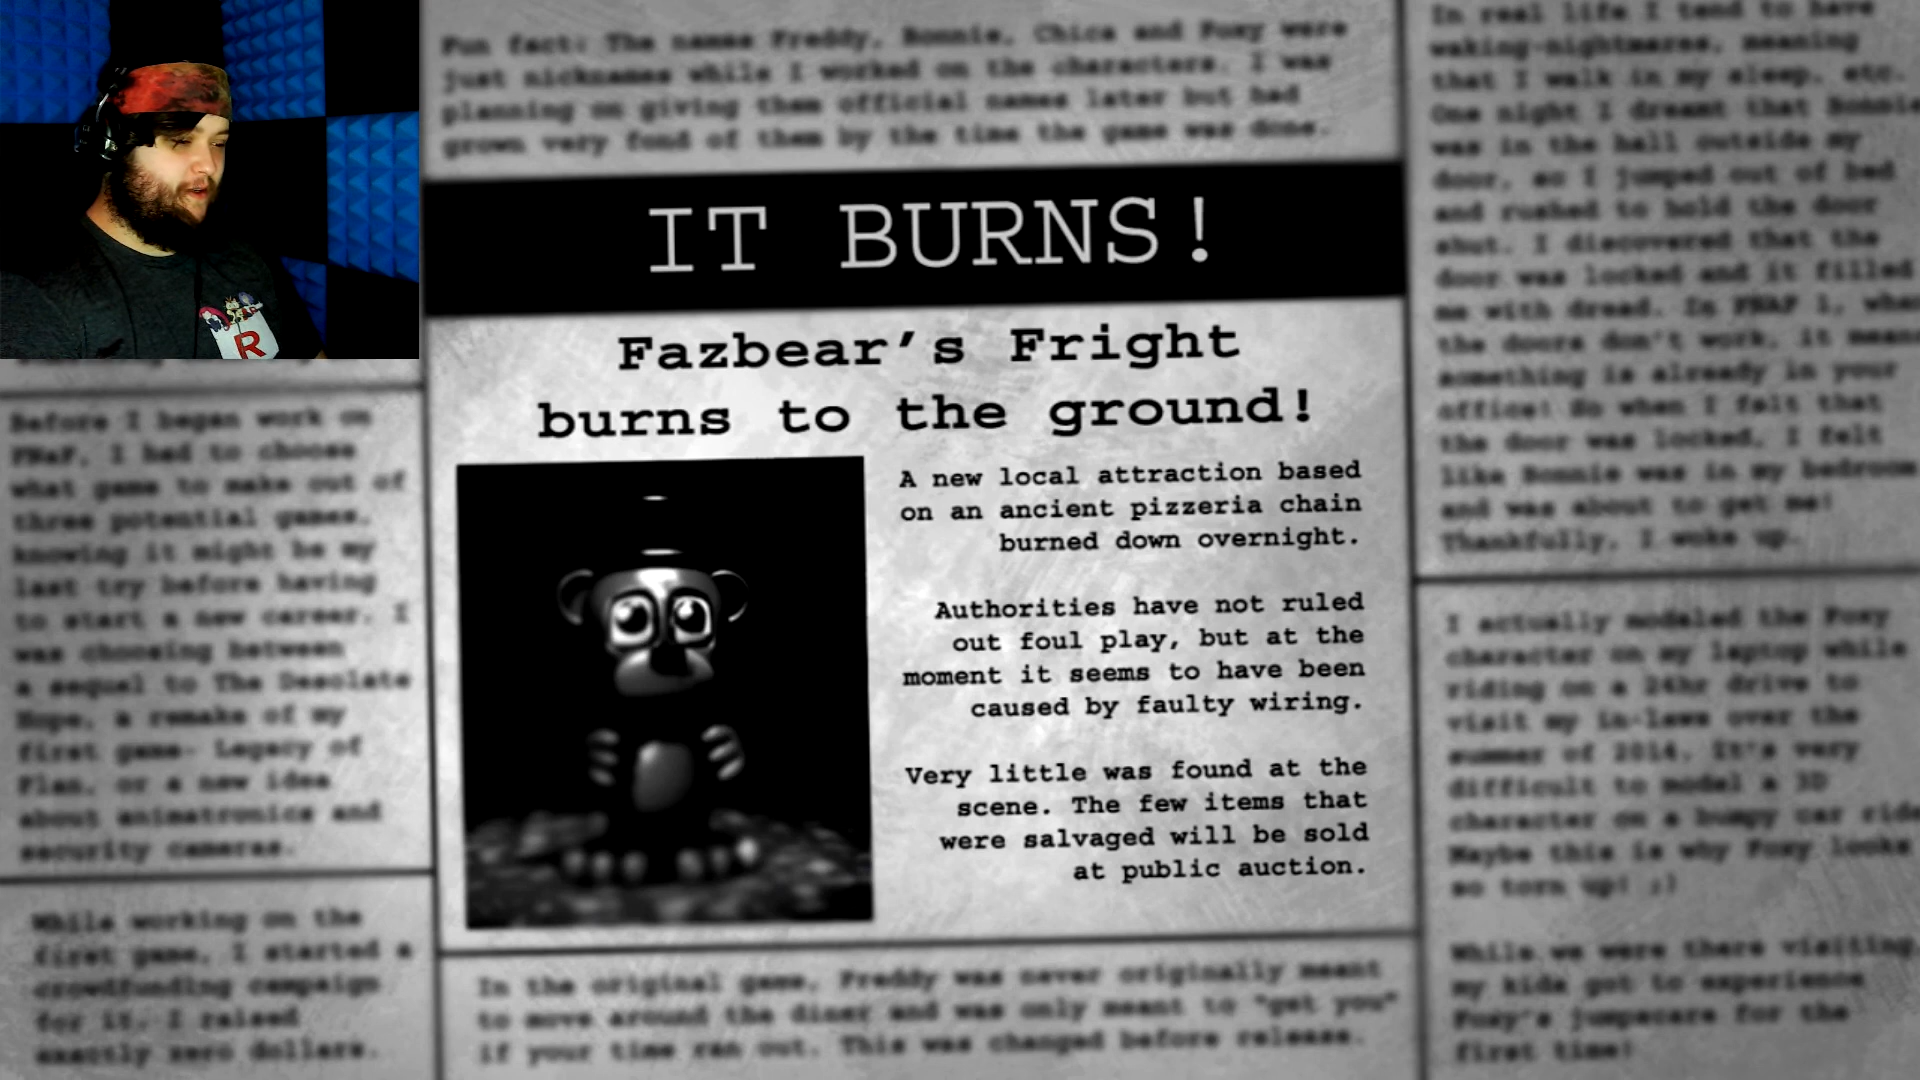 Fun fact: The names Freddy, Bonnie, Chica and Foxy were
just nicknames while I worked on the characters. I was
planning on giving them official names later but had
grown very fond of them by the time the game was done.
IT BURNS!
Fazbear's Fright
burns to the ground!
A new local attraction based
on an ancient pizzeria chain
burned down overnight.
Authorities have not ruled
out foul play, but at the
moment it seems to have been
caused by faulty wiring.
Very little was found at the
scene. The few items that
were salvaged will be sold
at public auction.
In the original game, Freddy was never originally meant
to move around the diner and was only meant to "get you"
if your time ran out. This was changed before release.
R
Before I began work on
FNaF, I had to choose
what game to make out of
three potential games,
knowing it might be my
last try before having
to start a new career. I
was choosing between
a sequel to The Desolate
Hope, a remake of my
first game- Legacy of
Flan, or a new idea
about animatronics and
security cameras.
While working on the
first game, I started a
crowdfunding campaign
for it. I raised
exactly zero dollars.
In real life I tend to have
waking-nightmares, meaning
that I walk in my sleep, etc.
One night I dreamt that Bonnie
was in the hall outside my
door, so I jumped out of bed
and rushed to hold the door
shut. I discovered that the
door was locked and it filled
me with dread. In FNAF 1, when
the doors don't work, it means
something is already in your
office! So when I felt that
the door was locked, I felt
like Bonnie was in my bedroom
and was about to get me!
Thankfully, I woke up.
I actually modeled the Foxy
character on my laptop while
riding on a 24hr drive to
visit my in-laws over the
summer of 2014. It's very
difficult to model a 3D
character on a bumpy car ride
Maybe this is why Foxy looks
so torn up! ;)
While we were there visiting,
my kids got to experience
Foxy's jumpscare for the
first time!